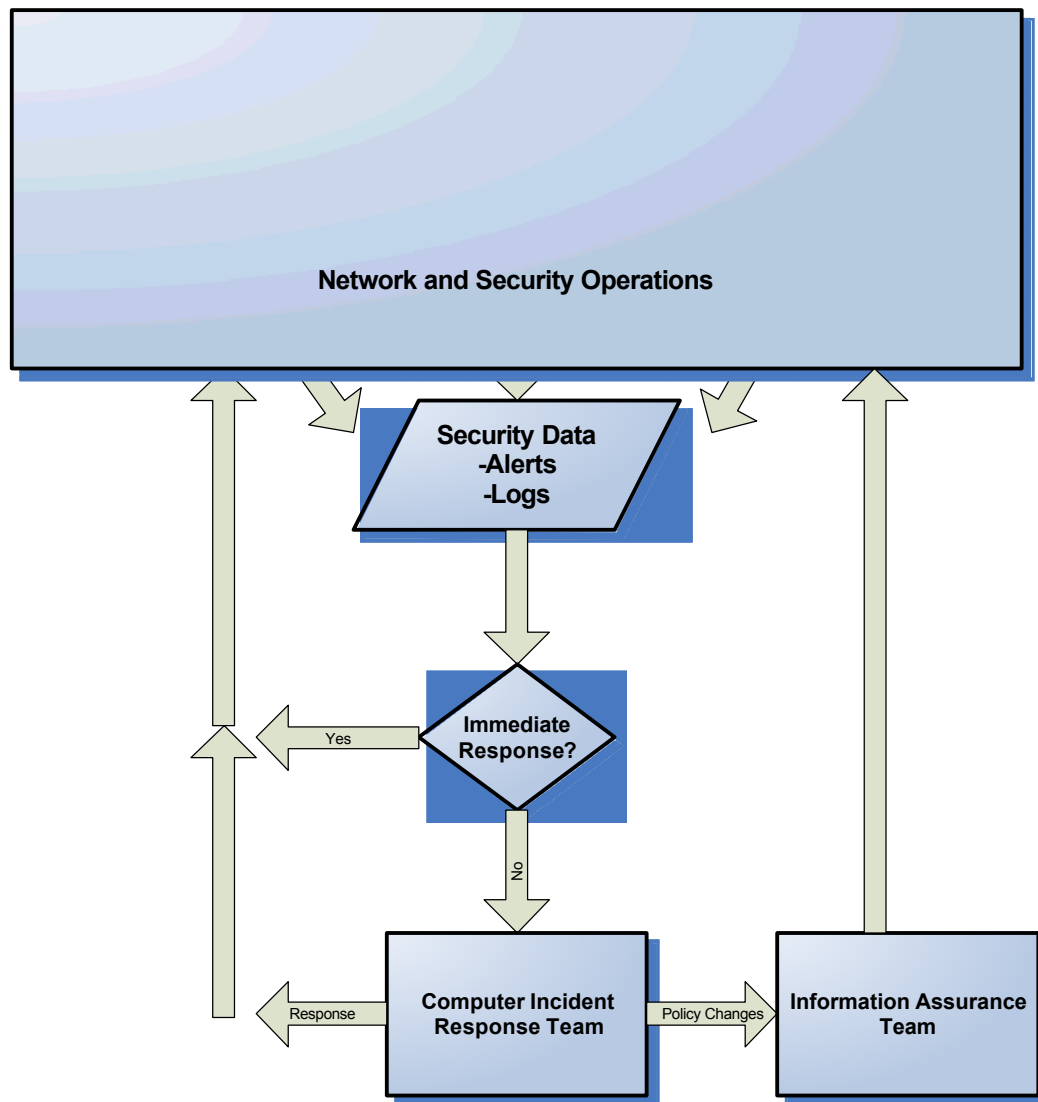 Network and Security Operations
Security Data
-Alerts
-Logs
Immediate
Response?
Yes
No
Response
Computer Incident
Response Team
Policy Changes
Information Assurance
Team